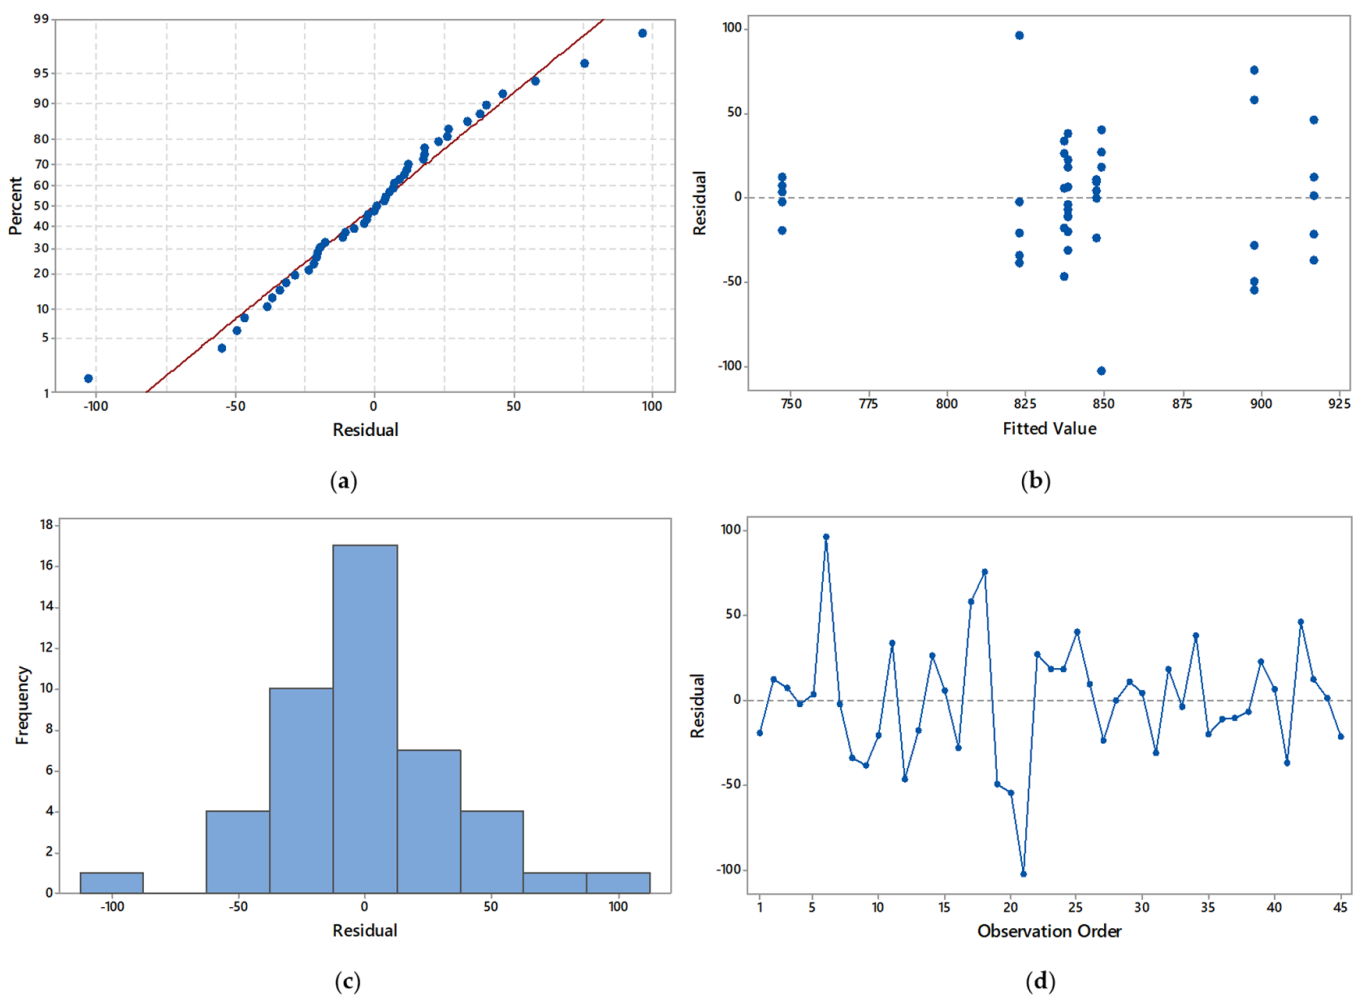 99
95
90
80
70
60
50
40
30
20
10
5
1
Percent
-100 -50 0 50 100
Residual
(a)
100
50
0
-50
-100
Residual
750 775 800 825 850 875 900 925
Fitted Value
(b)
18
16
14
12
10
8
6
4
2
0
Frequency
-100 -50 0 50 100
Residual
(c)
100
50
0
-50
-100
Residual
1 5 10 15 20 25 30 35 40 45
Observation Order
(d)